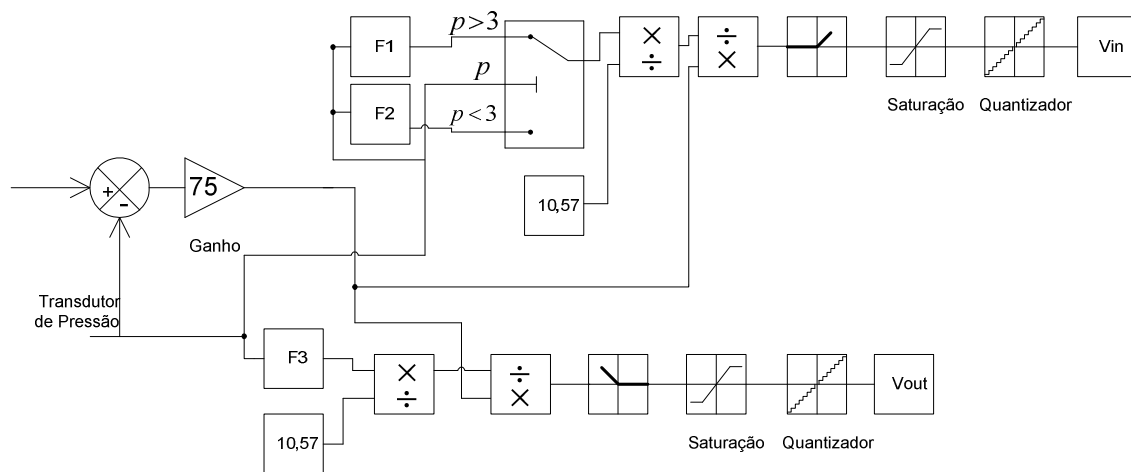 F1
p>3
×
÷
÷
×
Vin
p
F2
p<3
Saturação
Quantizador
+
-
75
10,57
Ganho
Transdutor
de Pressão
F3
×
÷
÷
×
Vout
10,57
Saturação
Quantizador